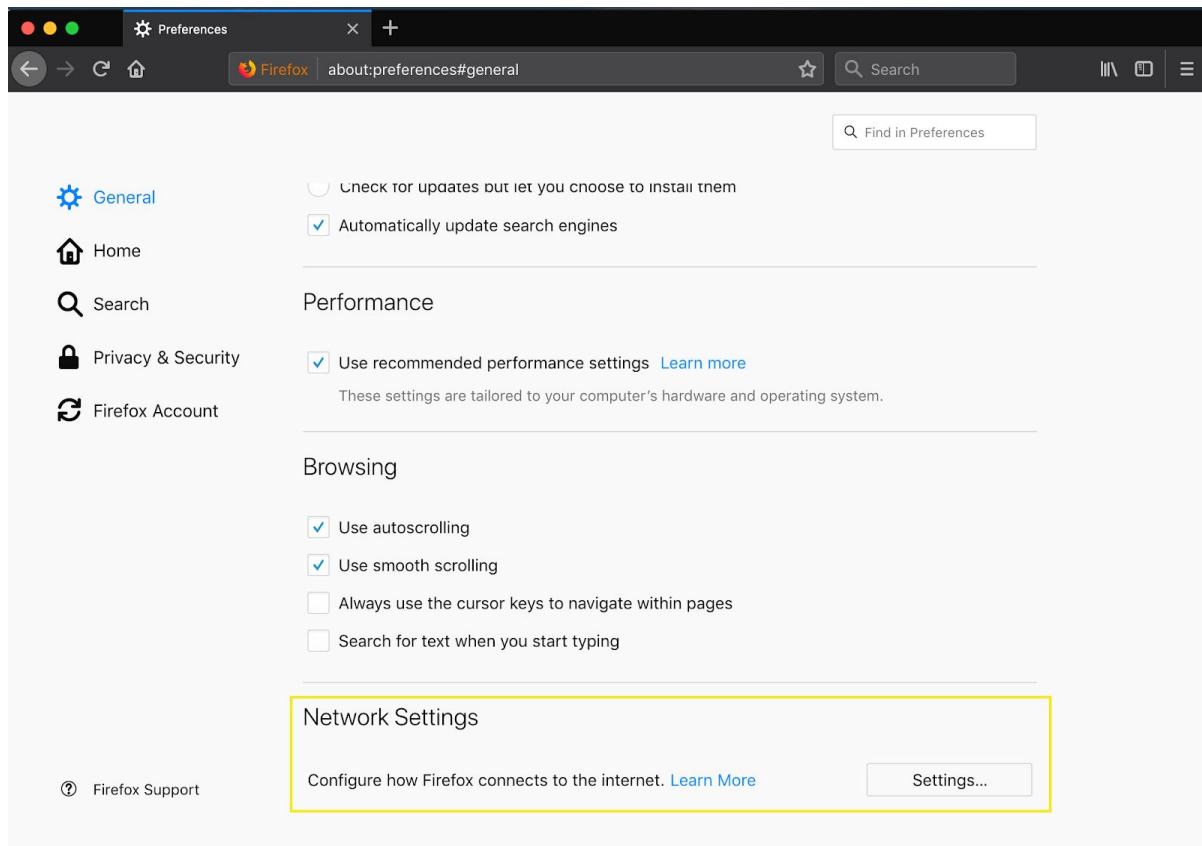 Preferences
Firefox about:preferences#general
Search
Find in Preferences
General
Home
Search
Privacy & Security
Firefox Account
Firefox Support
Check for updates but let you choose to install them
Automatically update search engines
Performance
Use recommended performance settings Learn more
These settings are tailored to your computer's hardware and operating system.
Browsing
Use autoscrolling
Use smooth scrolling
Always use the cursor keys to navigate within pages
Search for text when you start typing
Network Settings
Configure how Firefox connects to the internet. Learn More
Settings...